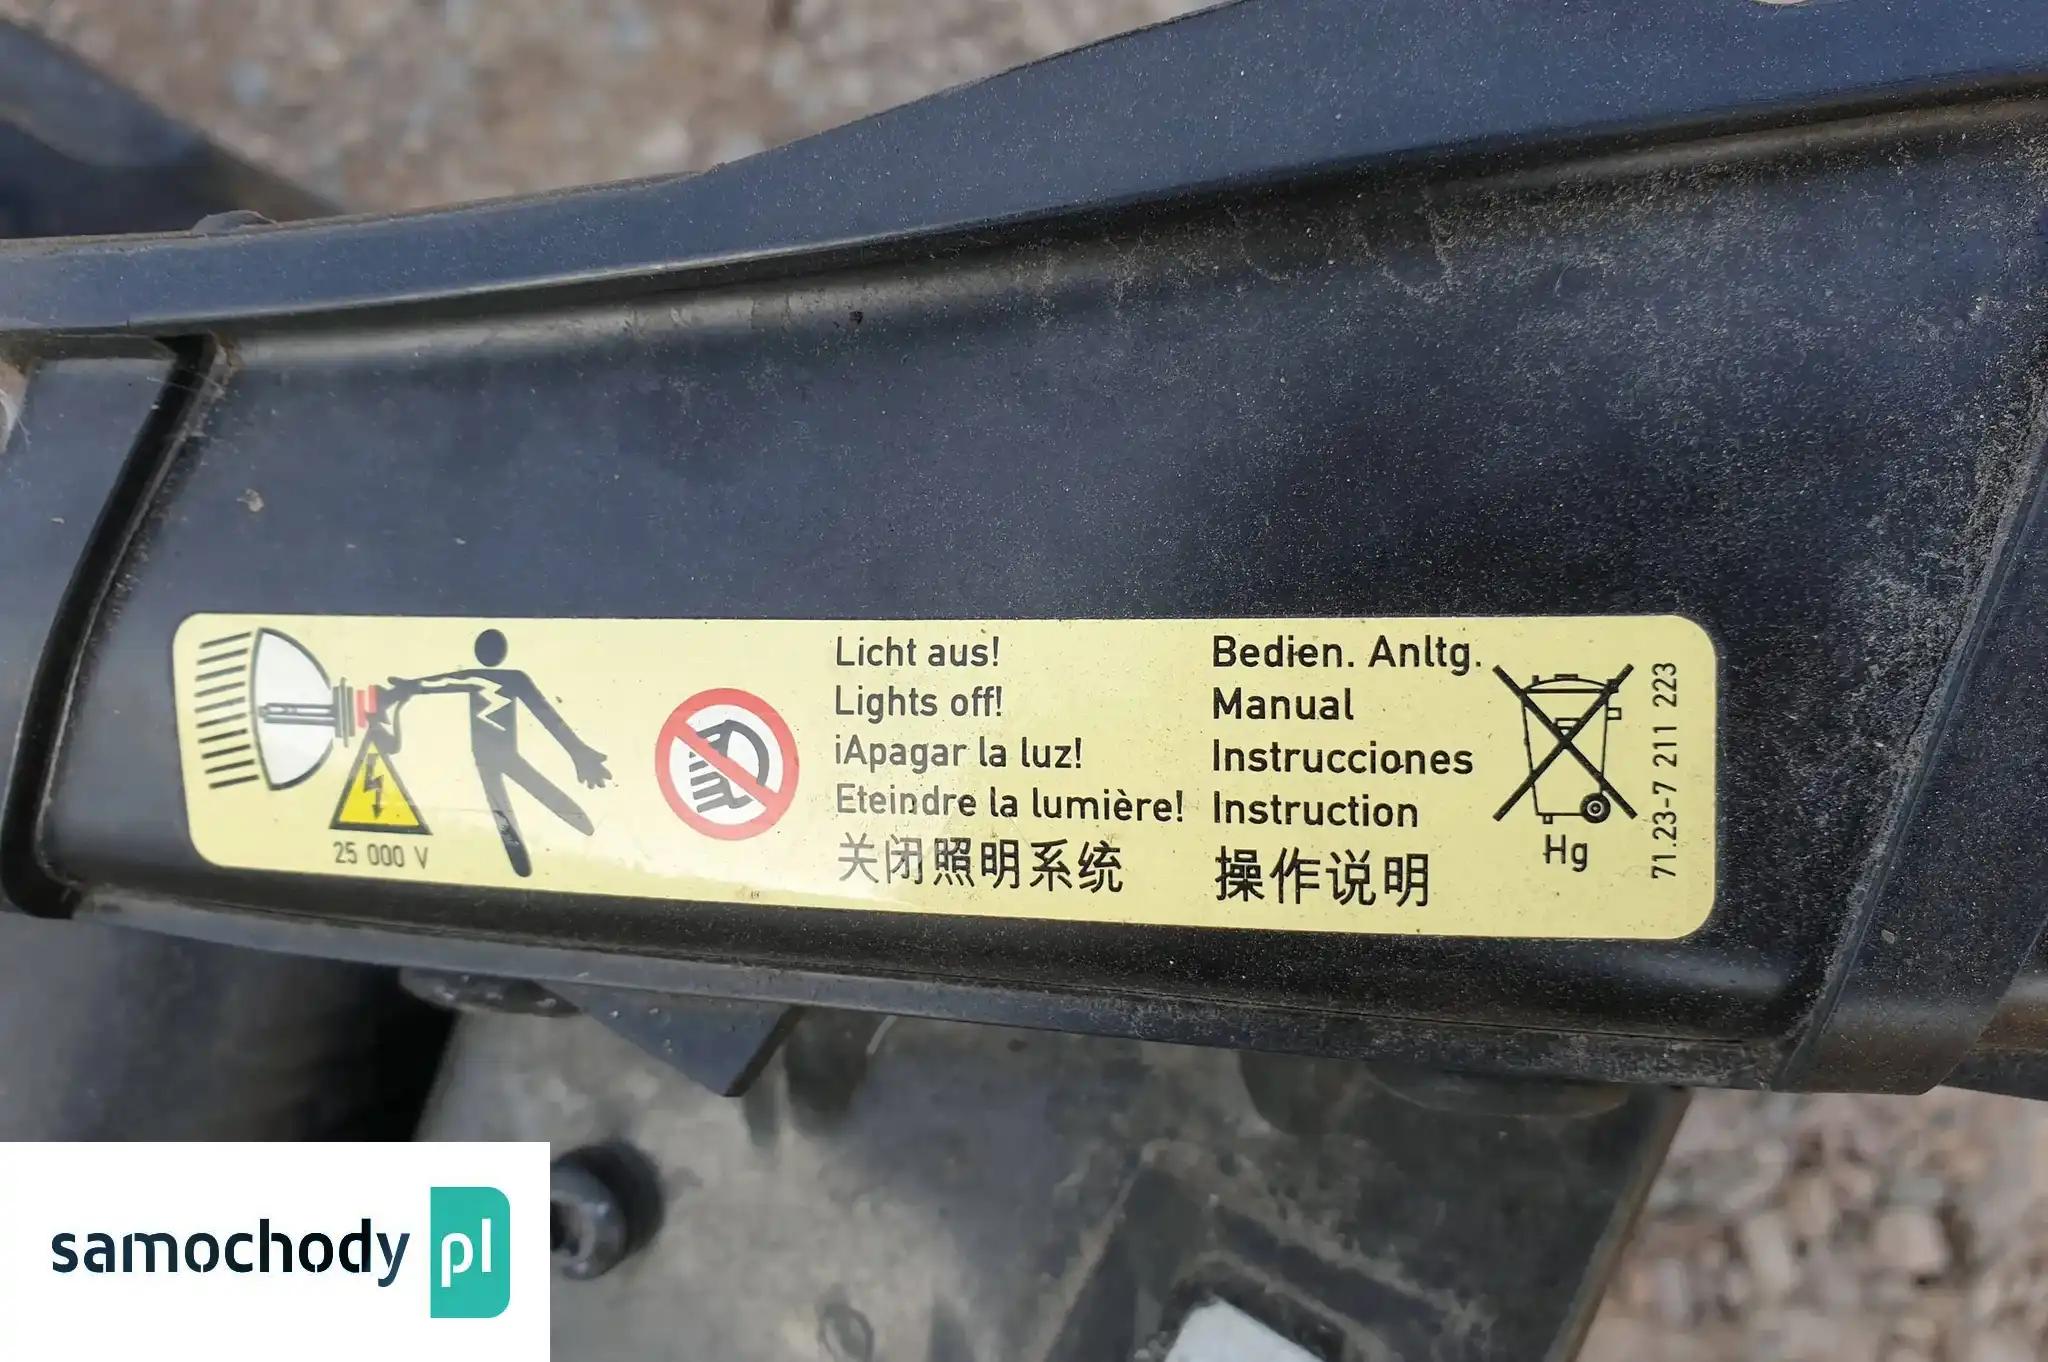 Licht aus!
Lights off!
¡Apagar la luz!
Eteindre la lumière!
关闭照明系统
Bedien. Anltg.
Manual
Instrucciones
Instruction
操作说明
25 000 V
Hg
71.23-7 211 223
samochody pl